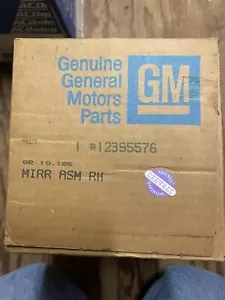 Genuine
General
Motors
Parts
GM
1 #12395576
GR.10.185
MIRR ASM RH